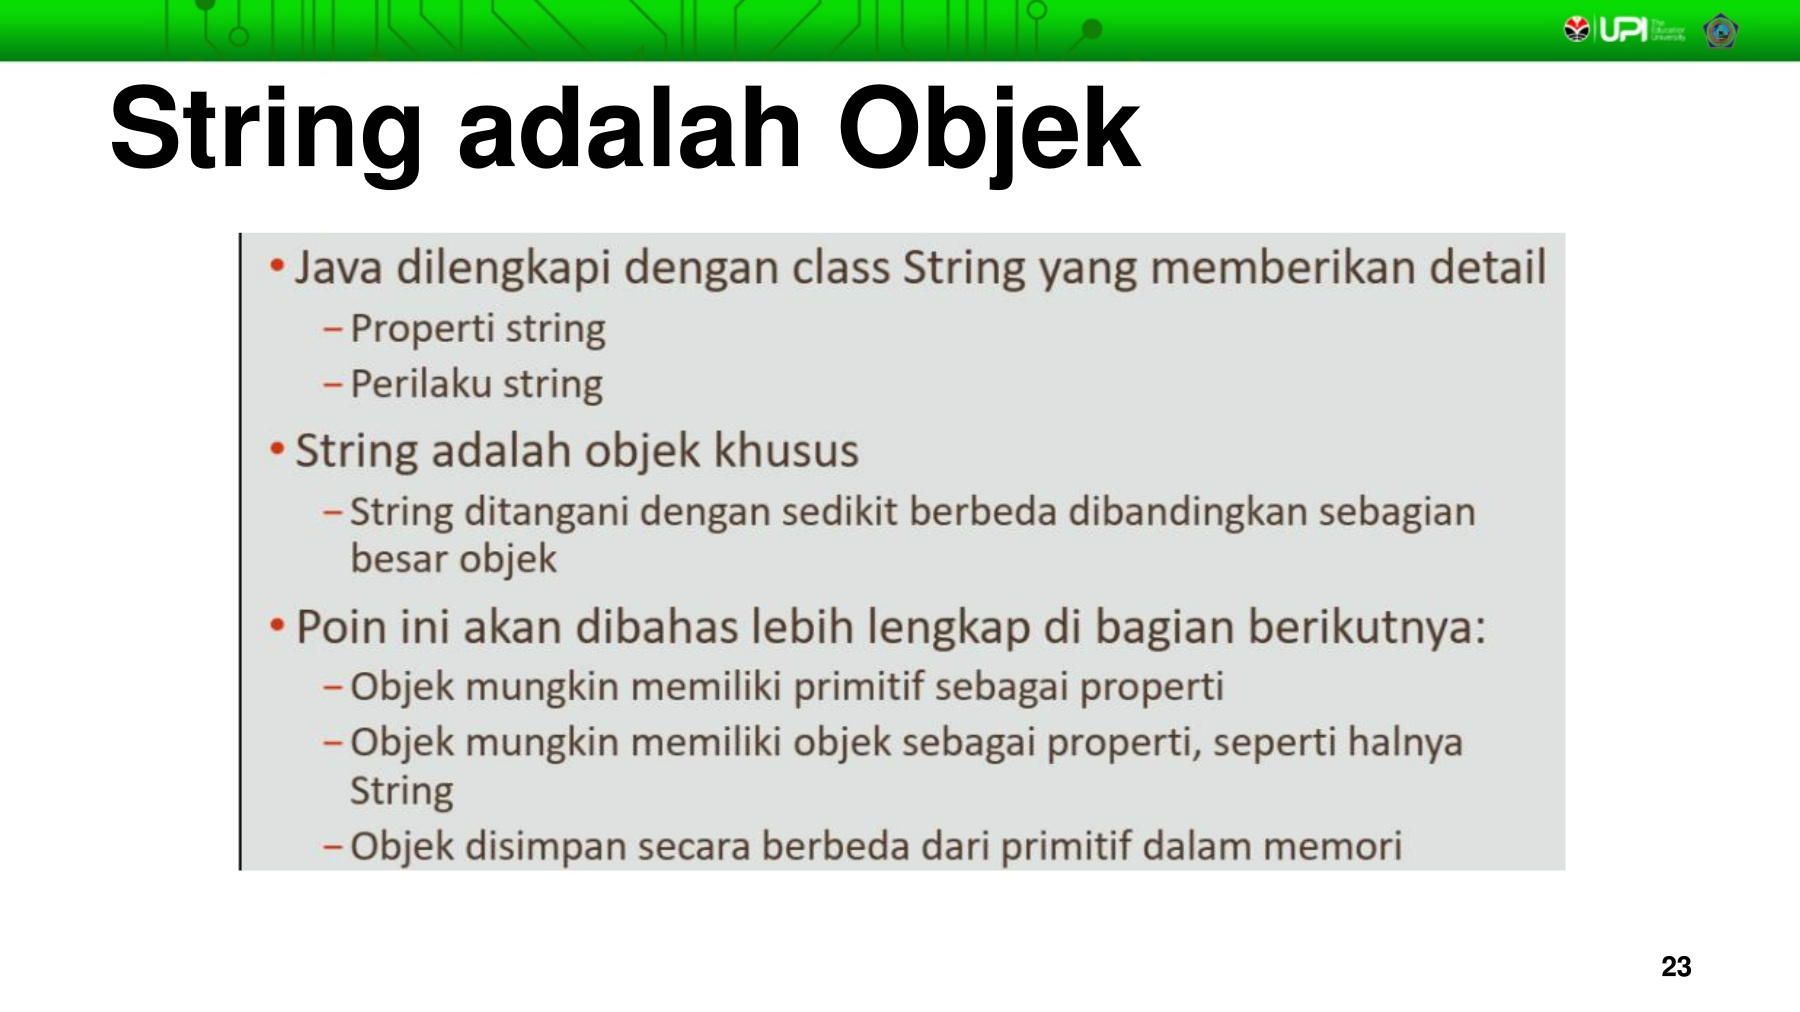 UPI The Education University
String adalah Objek
• Java dilengkapi dengan class String yang memberikan detail
– Properti string
– Perilaku string
• String adalah objek khusus
– String ditangani dengan sedikit berbeda dibandingkan sebagian
besar objek
• Poin ini akan dibahas lebih lengkap di bagian berikutnya:
– Objek mungkin memiliki primitif sebagai properti
– Objek mungkin memiliki objek sebagai properti, seperti halnya
String
– Objek disimpan secara berbeda dari primitif dalam memori
23